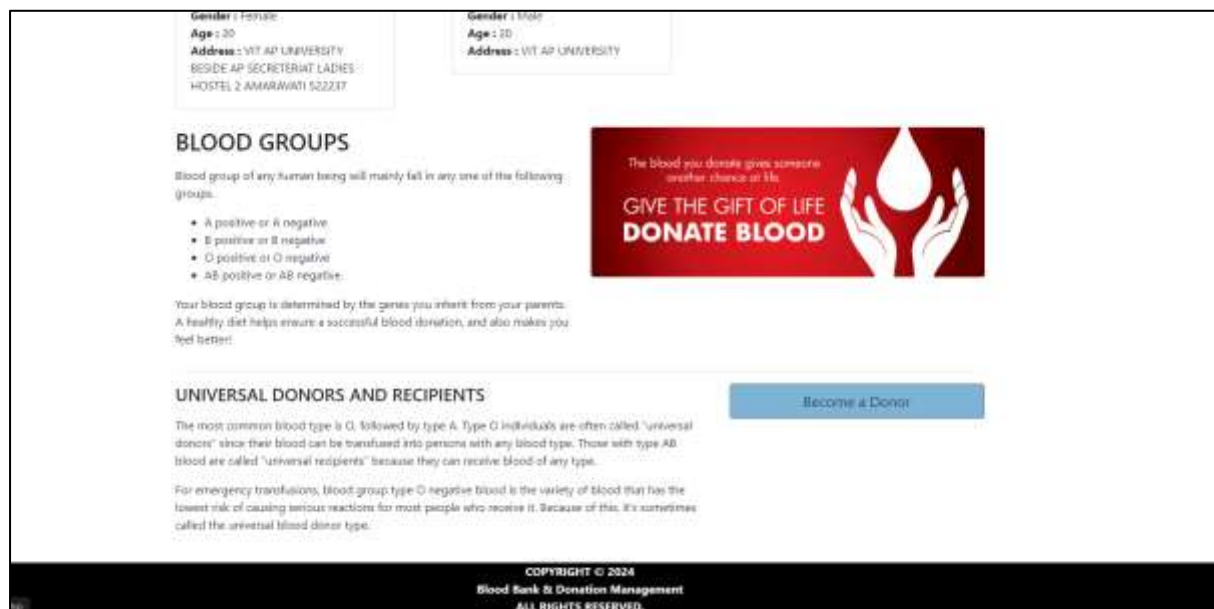 Gender : Female
Age : 20
Address : VIT AP UNIVERSITY
BESIDE AP SECRETERIAT LADIES
HOSTEL 2 AMARAVATI 522237
Gender : Male
Age : 20
Address : VIT AP UNIVERSITY
BLOOD GROUPS
Blood group of any human being will mainly fall in any one of the following
groups.
A positive or A negative
B positive or B negative
O positive or O negative
AB positive or AB negative.
Your blood group is determined by the genes you inherit from your parents.
A healthy diet helps ensure a successful blood donation, and also makes you
feel better!
The blood you donate gives someone
another chance at life.
GIVE THE GIFT OF LIFE
DONATE BLOOD
UNIVERSAL DONORS AND RECIPIENTS
The most common blood type is O, followed by type A. Type O individuals are often called "universal
donors" since their blood can be transfused into persons with any blood type. Those with type AB
blood are called "universal recipients" because they can receive blood of any type.
For emergency transfusions, blood group type O negative blood is the variety of blood that has the
lowest risk of causing serious reactions for most people who receive it. Because of this, it's sometimes
called the universal blood donor type.
Become a Donor
COPYRIGHT © 2024
Blood Bank & Donation Management
ALL RIGHTS RESERVED.